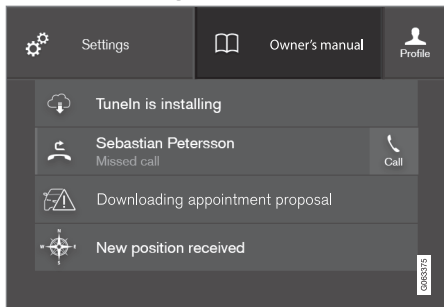 Settings
Owner's manual
Profile
TuneIn is installing
Sebastian Petersson
Missed call
Call
Downloading appointment proposal
N
W E
S
New position received
G063375